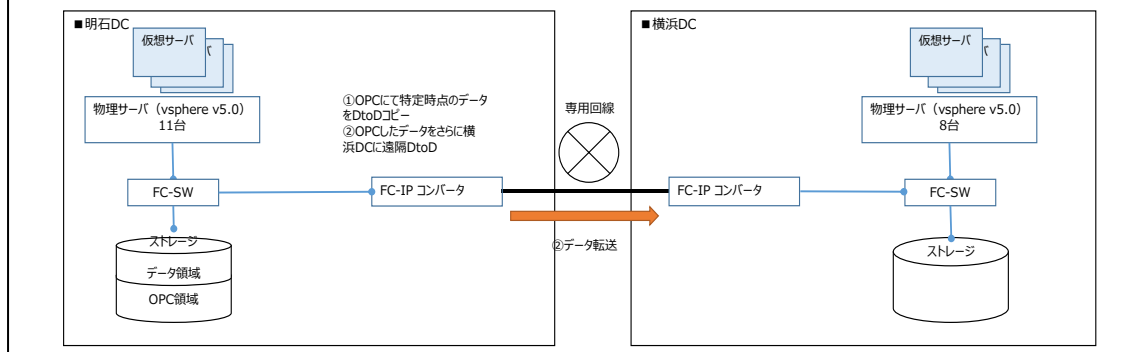 ■明石DC
仮想サーバ
バ
物理サーバ（vsphere v5.0）
11台
FC-SW
ストレージ
データ領域
OPC領域
①OPCにて特定時点のデータ
をDtoDコピー
②OPCしたデータをさらに横
浜DCに遠隔DtoD
FC-IP コンバータ
専用回線
②データ転送
■横浜DC
仮想サーバ
バ
物理サーバ（vsphere v5.0）
8台
FC-IP コンバータ
FC-SW
ストレージ